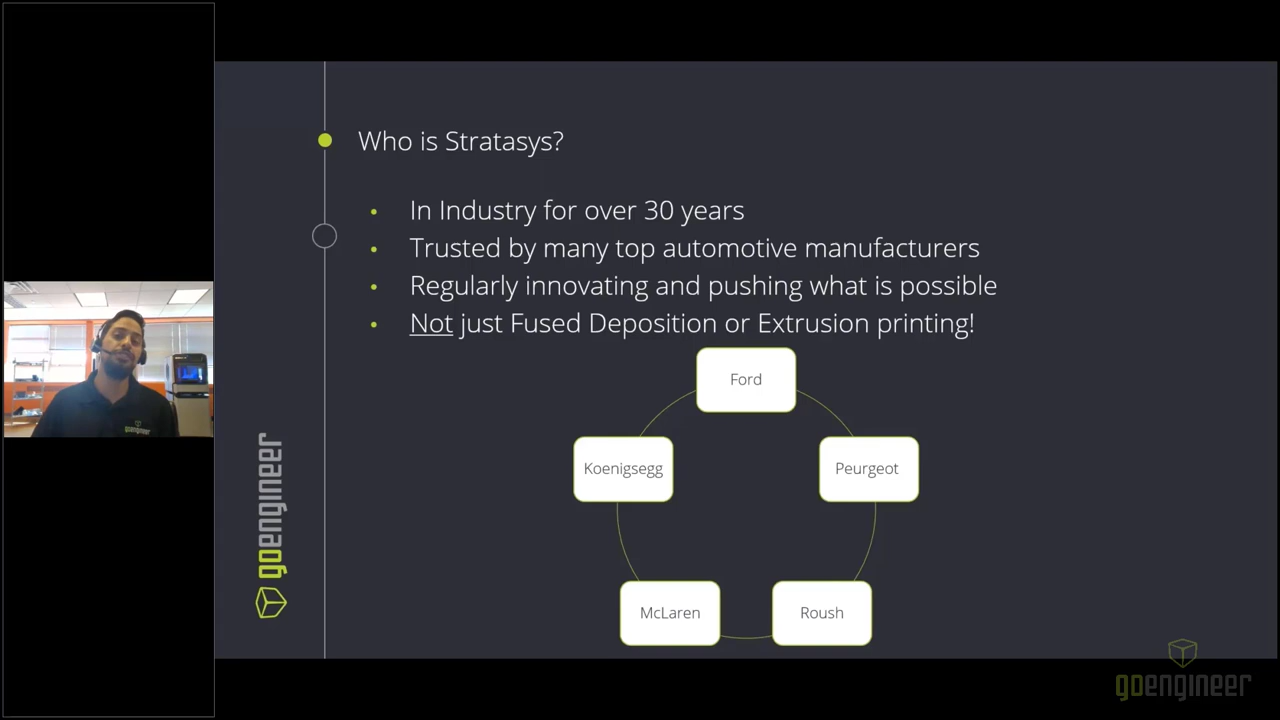 Who is Stratasys?
• In Industry for over 30 years
• Trusted by many top automotive manufacturers
• Regularly innovating and pushing what is possible
• Not just Fused Deposition or Extrusion printing!
Ford
Koenigsegg
Peurgeot
McLaren
Roush
goengineer
goengineer
goengineer